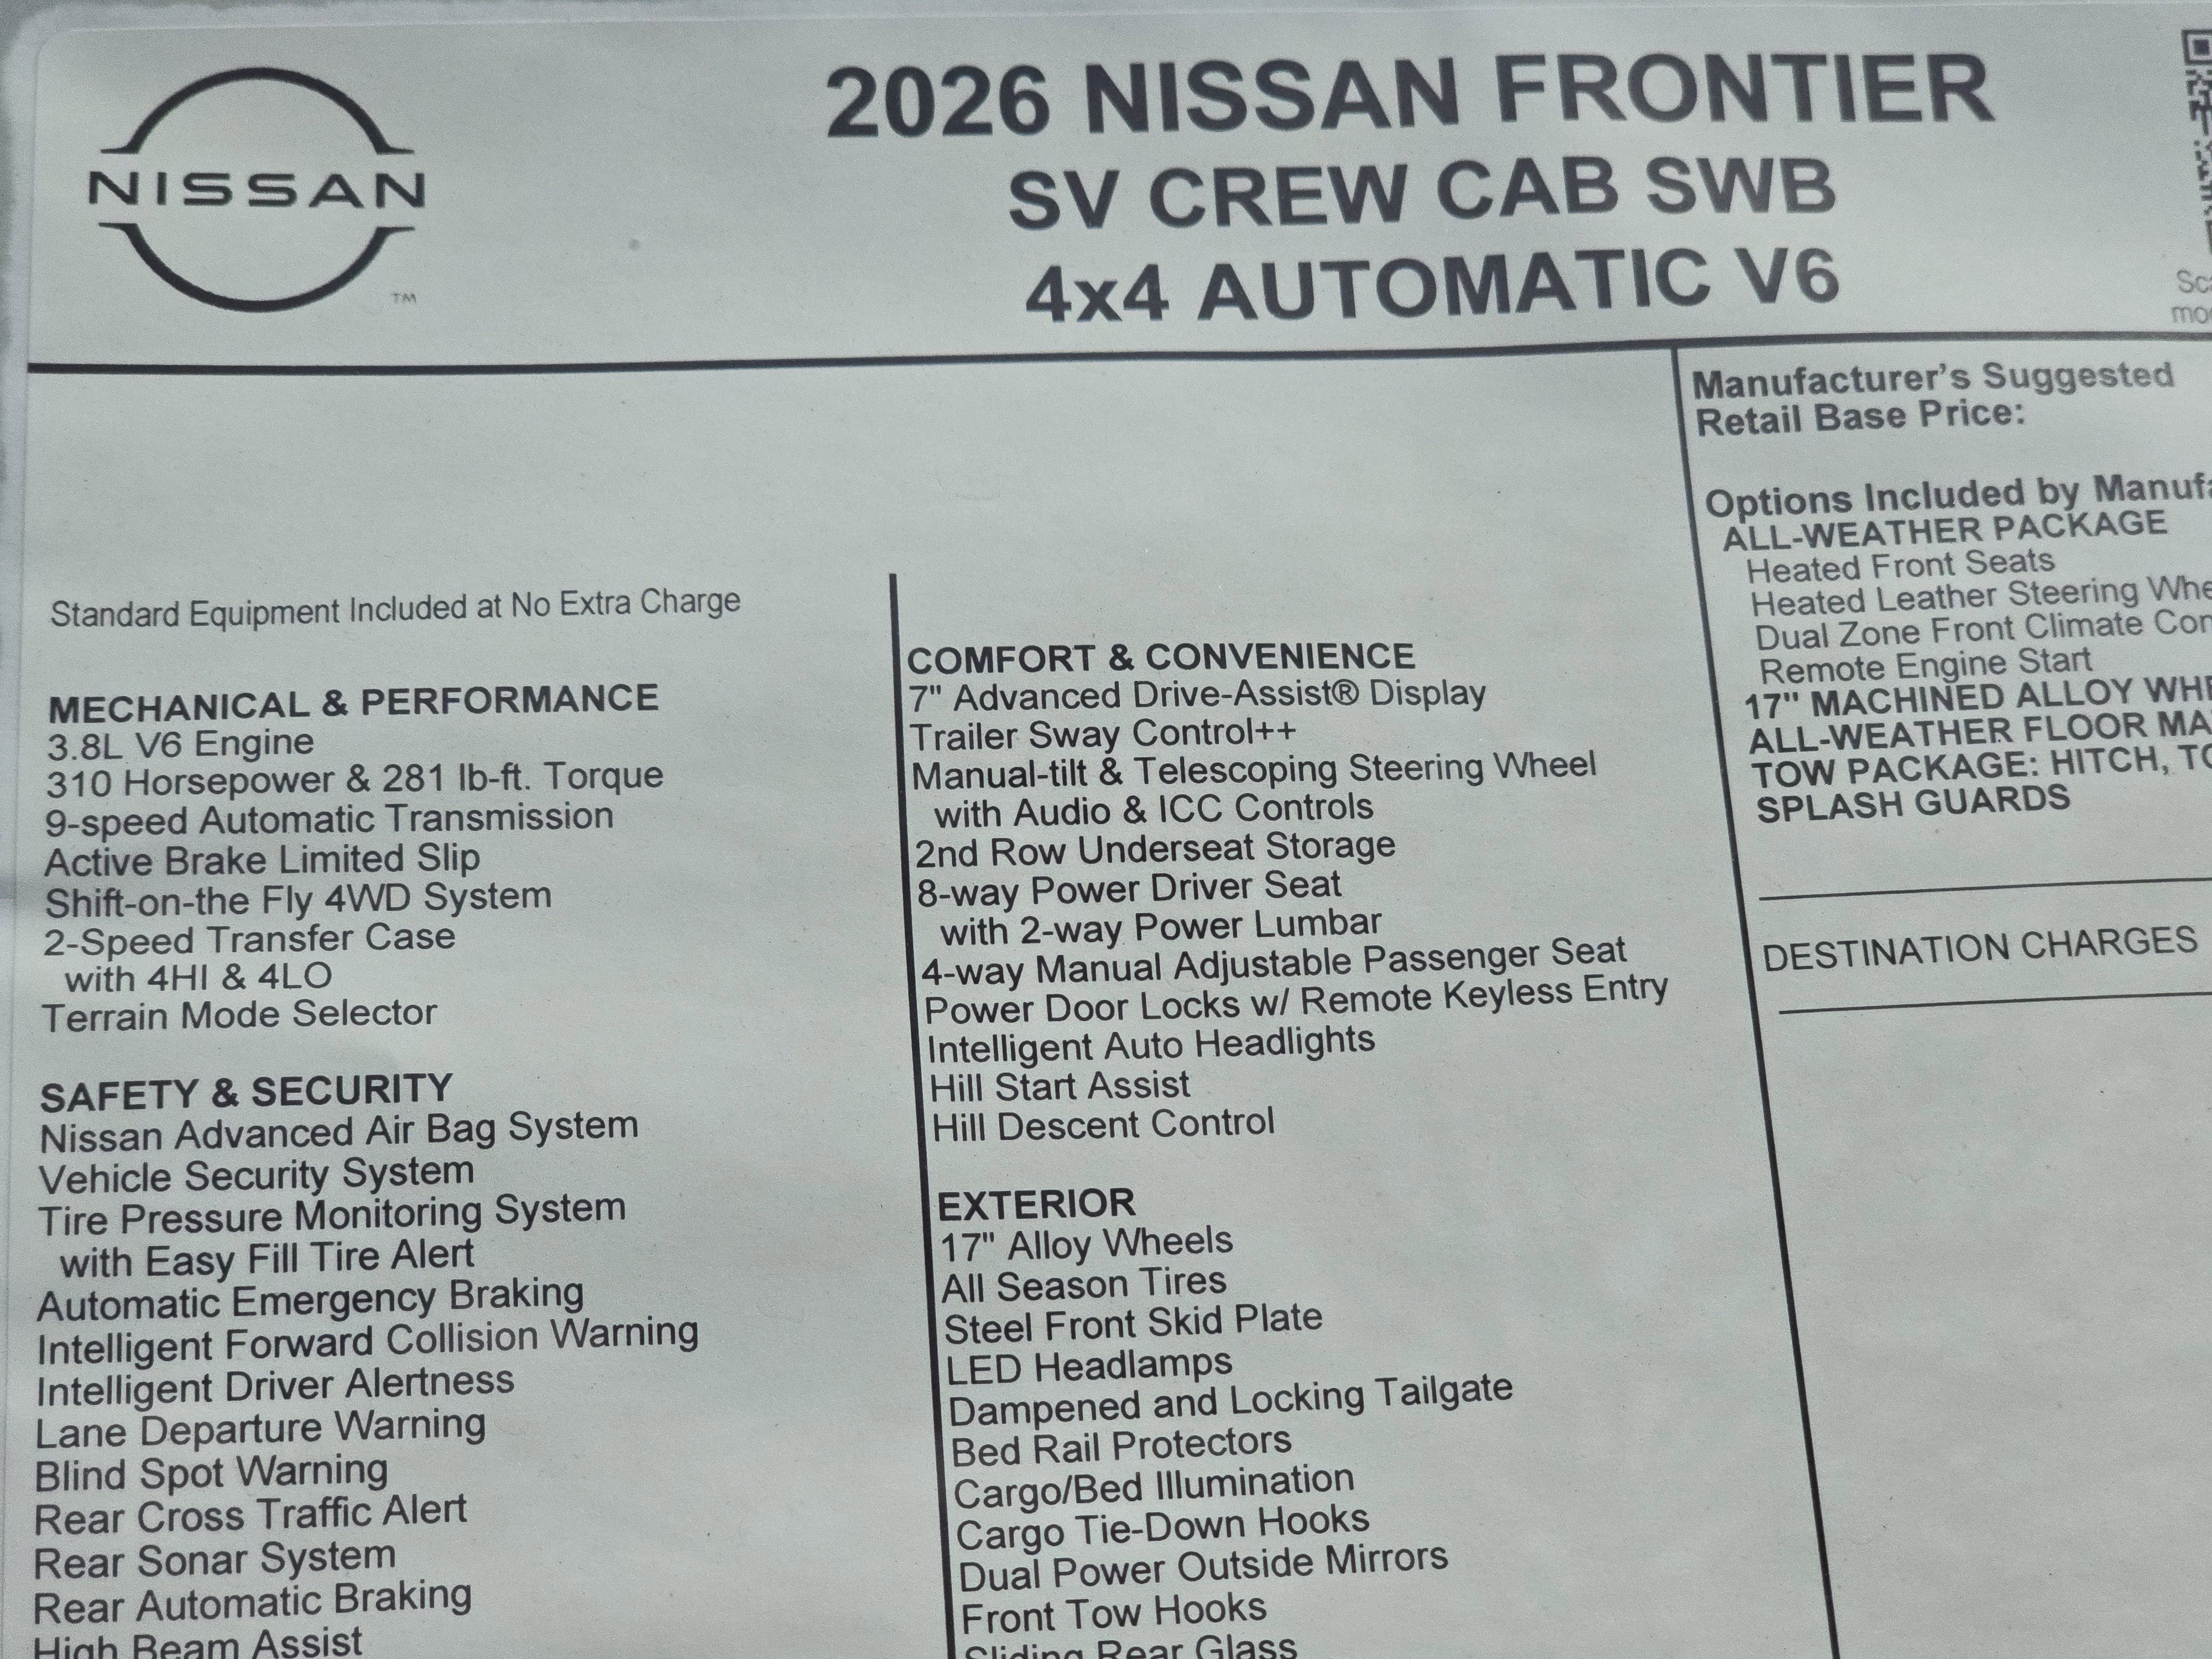 NISSAN
TM
2026 NISSAN FRONTIER
SV CREW CAB SWB
4x4 AUTOMATIC V6
Standard Equipment Included at No Extra Charge
MECHANICAL & PERFORMANCE
3.8L V6 Engine
310 Horsepower & 281 lb-ft. Torque
9-speed Automatic Transmission
Active Brake Limited Slip
Shift-on-the Fly 4WD System
2-Speed Transfer Case
with 4HI & 4LO
Terrain Mode Selector
SAFETY & SECURITY
Nissan Advanced Air Bag System
Vehicle Security System
Tire Pressure Monitoring System
with Easy Fill Tire Alert
Automatic Emergency Braking
Intelligent Forward Collision Warning
Intelligent Driver Alertness
Lane Departure Warning
Blind Spot Warning
Rear Cross Traffic Alert
Rear Sonar System
Rear Automatic Braking
High Beam Assist
COMFORT & CONVENIENCE
7" Advanced Drive-Assist® Display
Trailer Sway Control++
Manual-tilt & Telescoping Steering Wheel
with Audio & ICC Controls
2nd Row Underseat Storage
8-way Power Driver Seat
with 2-way Power Lumbar
4-way Manual Adjustable Passenger Seat
Power Door Locks w/ Remote Keyless Entry
Intelligent Auto Headlights
Hill Start Assist
Hill Descent Control
EXTERIOR
17" Alloy Wheels
All Season Tires
Steel Front Skid Plate
LED Headlamps
Dampened and Locking Tailgate
Bed Rail Protectors
Cargo/Bed Illumination
Cargo Tie-Down Hooks
Dual Power Outside Mirrors
Front Tow Hooks
Sliding Rear Glass
Manufacturer's Suggested
Retail Base Price:
Options Included by
ALL-WEATHER PACKAGE
Heated Front Seats
Heated Leather Steering
Dual Zone Front Climate
Remote Engine Start
17" MACHINED ALLOY
ALL-WEATHER FLOOR
TOW PACKAGE: HITCH,
SPLASH GUARDS
DESTINATION CHARGES